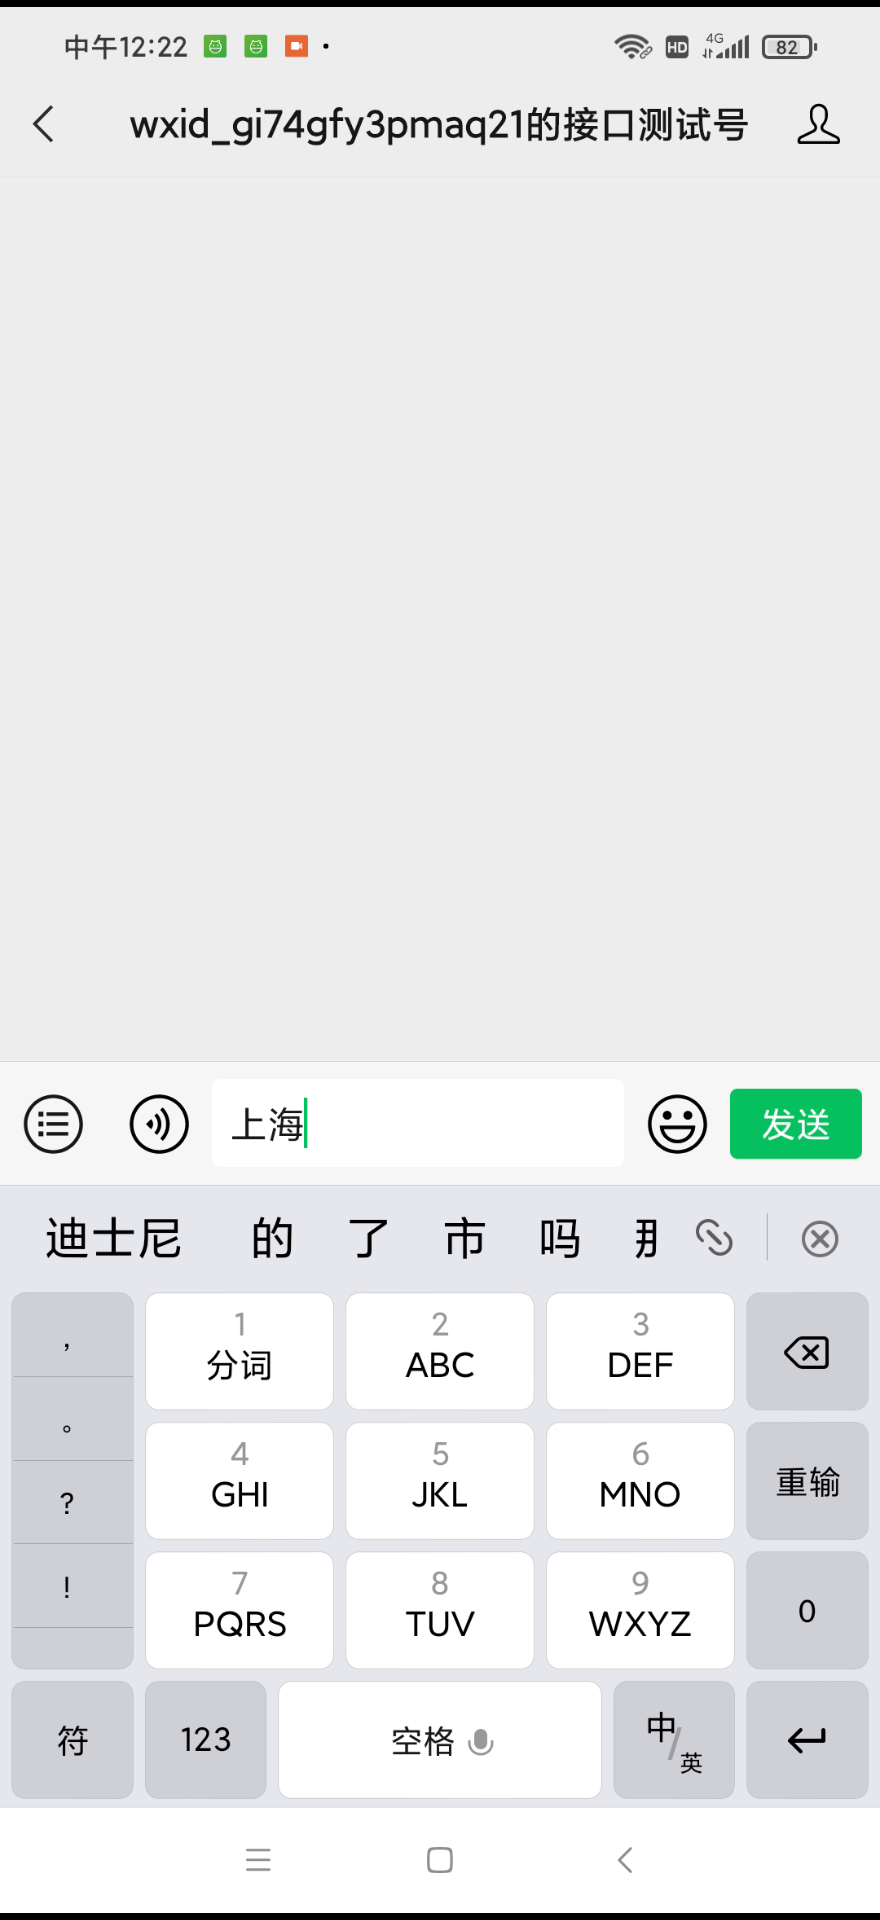 中午12:22 HD 4G 82
wxid_gi74gfy3pmaq21的接口测试号
上海 发送
迪士尼 的 了 市 吗
， 1 2 3
分词 ABC DEF
。 4 5 6
? GHI JKL MNO 重输
! 7 8 9
PQRS TUV WXYZ 0
符 123 空格 中/英